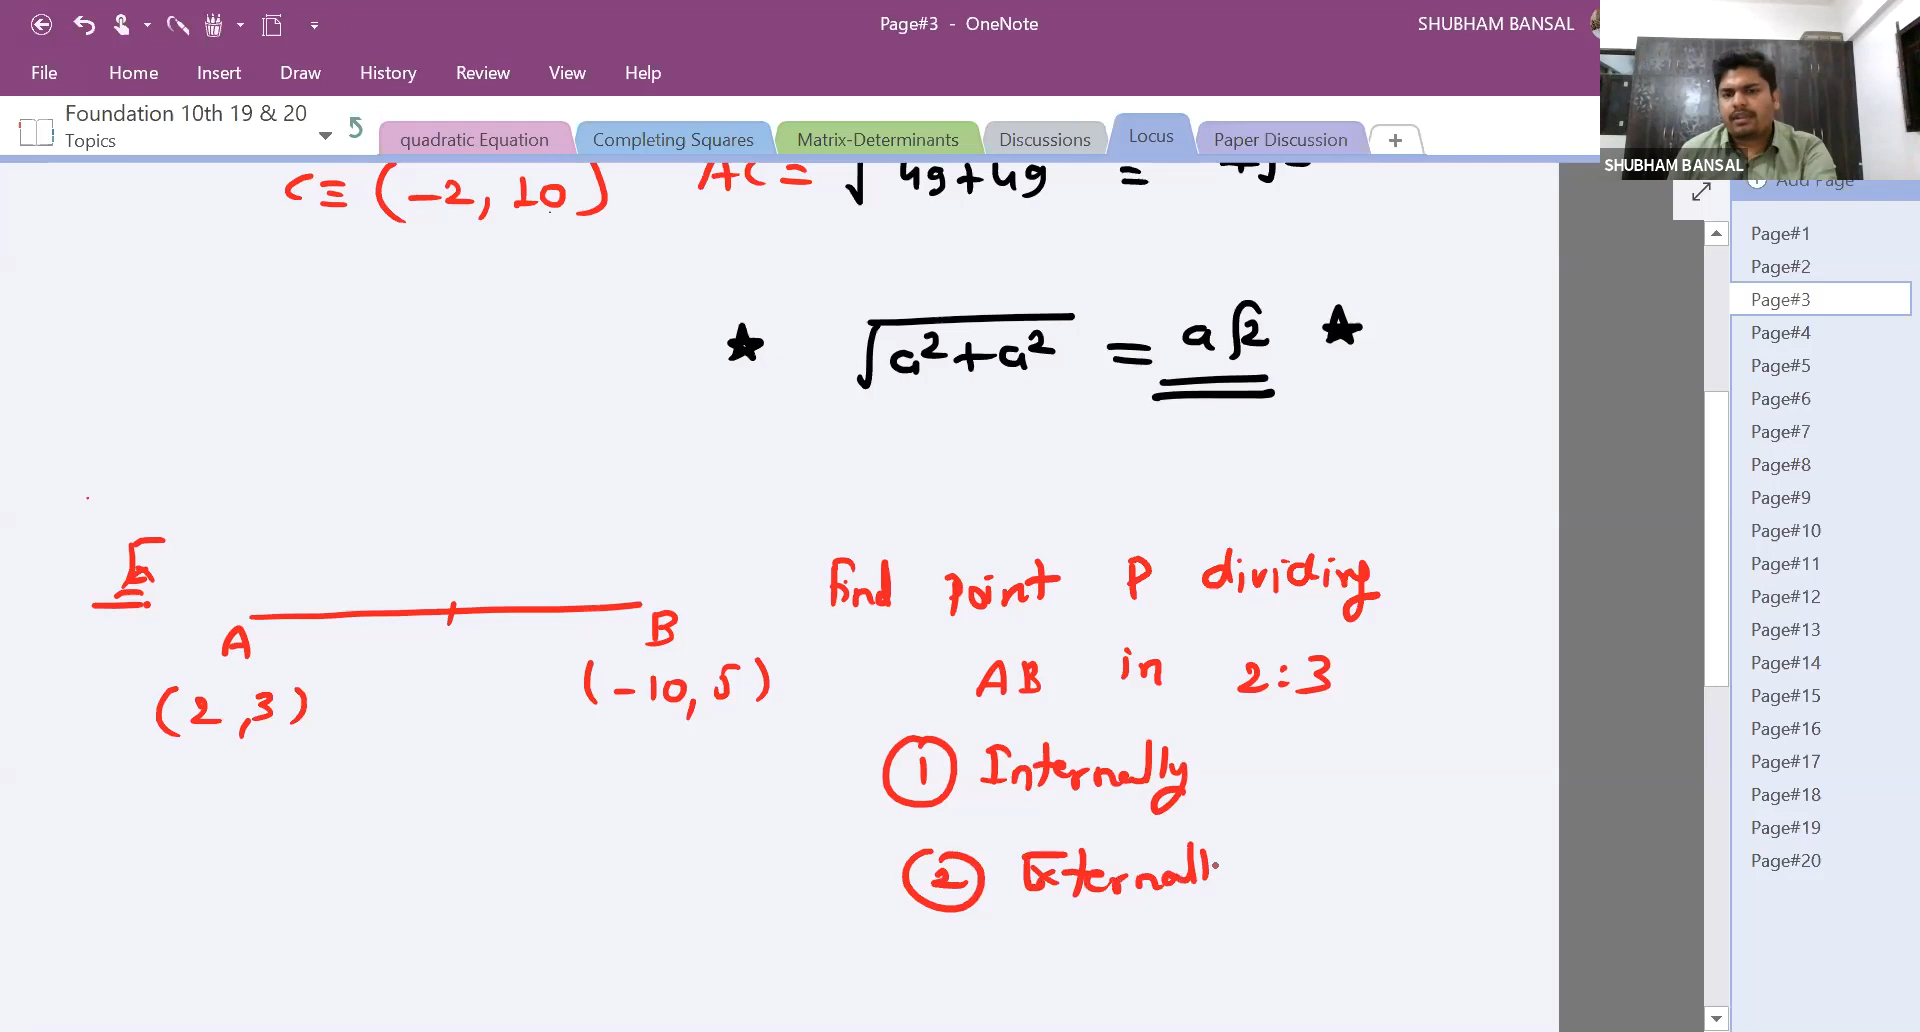 Page#3 - OneNote
SHUBHAM BANSAL
File Home Insert Draw History Review View Help
SHUBHAM BANSAL
Foundation 10th 19 & 20
Topics
quadratic Equation Completing Squares Matrix-Determinants Discussions Locus Paper Discussion +
Add Page
Page#1
Page#2
Page#3
Page#4
Page#5
Page#6
Page#7
Page#8
Page#9
Page#10
Page#11
Page#12
Page#13
Page#14
Page#15
Page#16
Page#17
Page#18
Page#19
Page#20
C ≡ (-2, 10) AC = √49+49 =
★ √a²+a² = a√2 ★
A B
(2,3) (-10,5)
Find point P dividing
AB in 2:3
① Internally
② Externall